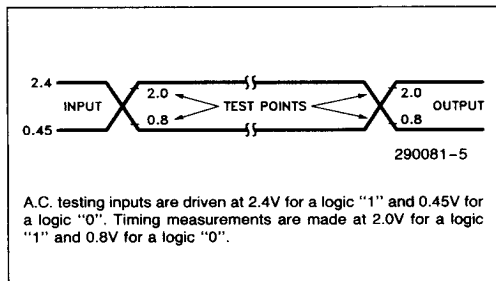 2.4
INPUT
0.45
2.0
0.8
TEST POINTS
2.0
0.8
OUTPUT
290081-5
A.C. testing inputs are driven at 2.4V for a logic "1" and 0.45V for
a logic "0". Timing measurements are made at 2.0V for a logic
"1" and 0.8V for a logic "0".